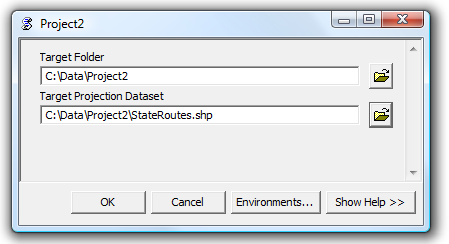 Project2
Target Folder
C:\Data\Project2
Target Projection Dataset
C:\Data\Project2\StateRoutes.shp
OK Cancel Environments... Show Help >>